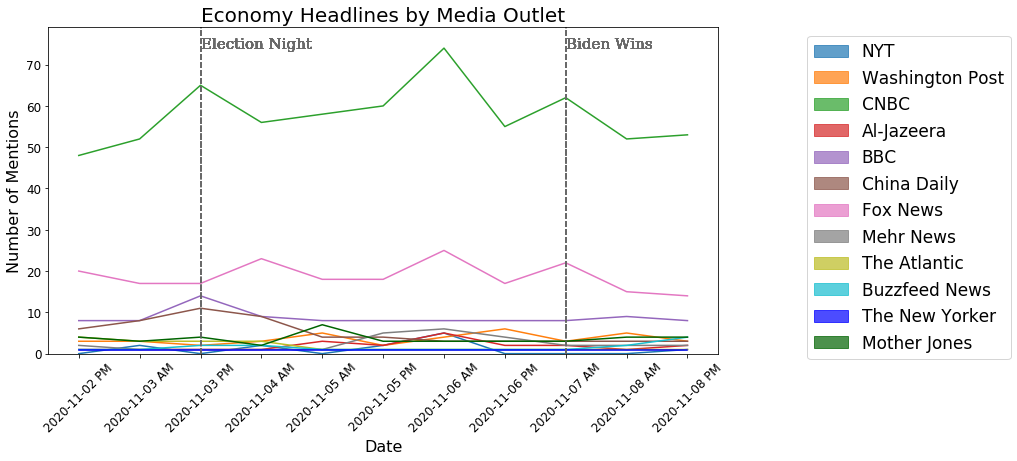 Economy Headlines by Media Outlet
Election Night
Biden Wins
Number of Mentions
70
60
50
40
30
20
10
0
2020-11-02 PM
2020-11-03 AM
2020-11-03 PM
2020-11-04 AM
2020-11-04 PM
2020-11-05 AM
2020-11-05 PM
2020-11-06 AM
2020-11-06 PM
2020-11-07 AM
2020-11-08 AM
2020-11-08 PM
Date
NYT
Washington Post
CNBC
Al-Jazeera
BBC
China Daily
Fox News
Mehr News
The Atlantic
Buzzfeed News
The New Yorker
Mother Jones